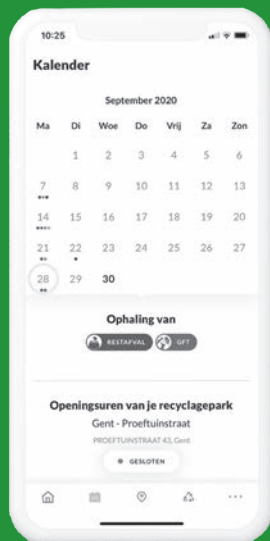 10:25
Kalender
September 2020
Ma Di Woe Do Vrij Za Zon
1 2 3 4 5 6
7 8 9 10 11 12 13
14 15 16 17 18 19 20
21 22 23 24 25 26 27
28 29 30
Ophaling van
RESTAFVAL GFT
Openingsuren van je recyclagepark
Gent - Proeftuinstraat
PROEFTUINSTRAAT 43, Gent
GESLOTEN